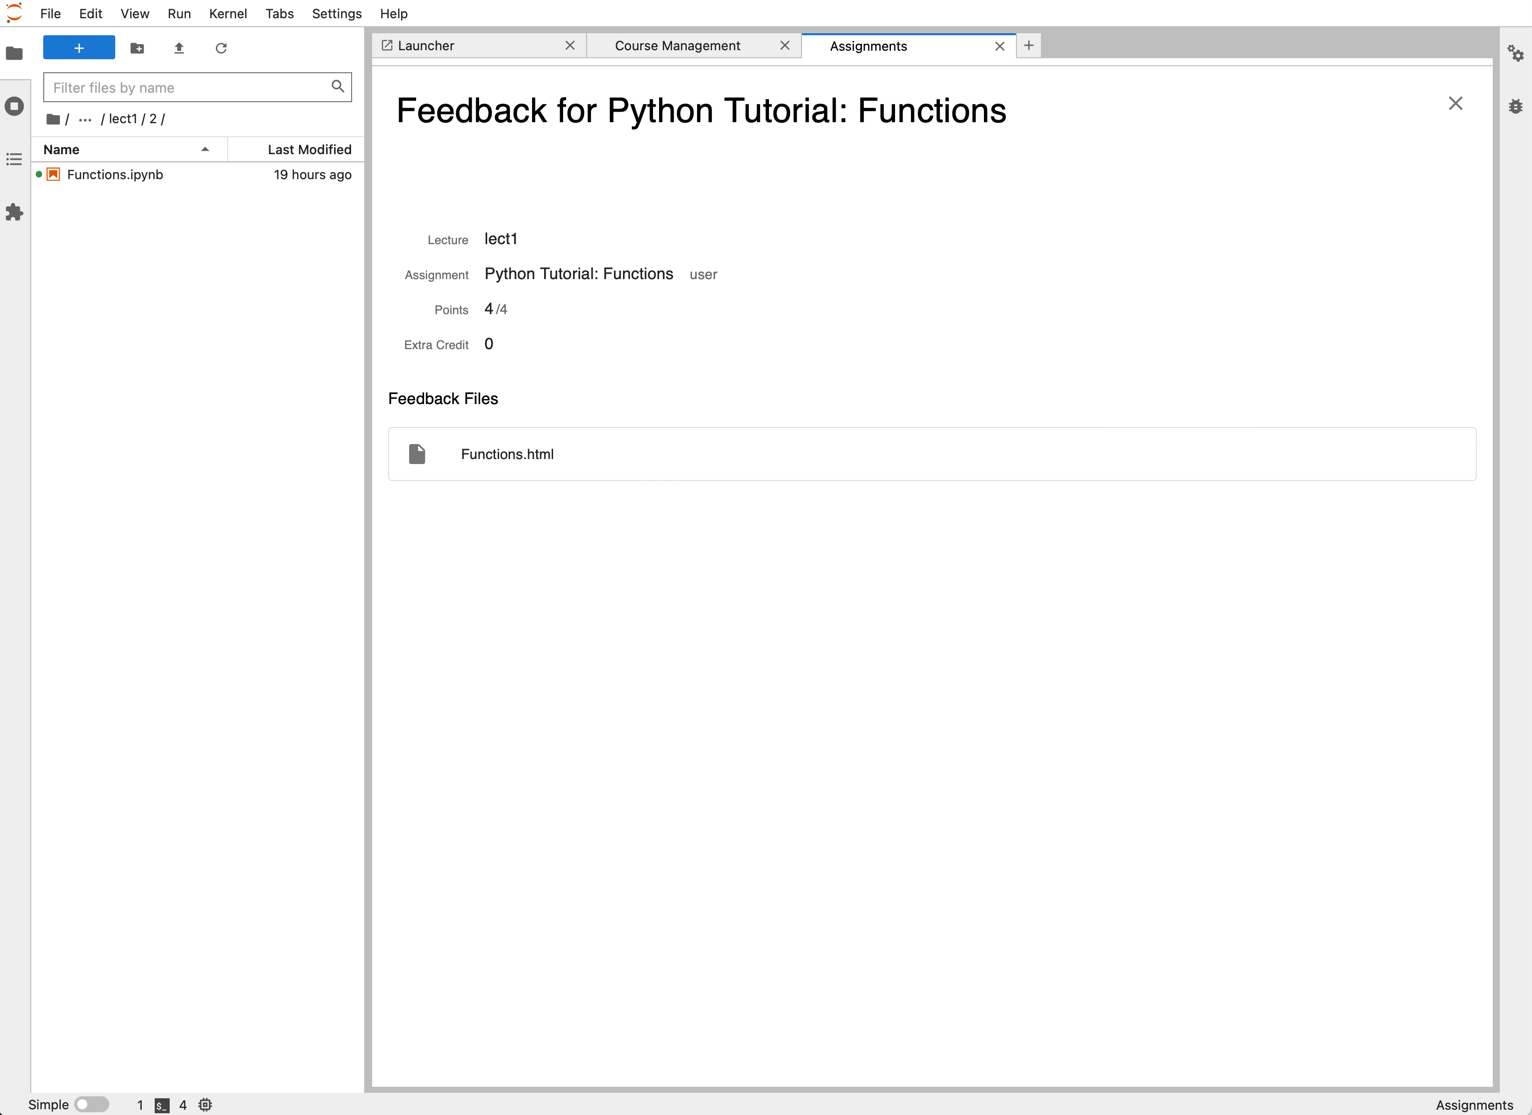 File Edit View Run Kernel Tabs Settings Help
+
Filter files by name
/ ··· / lect1 / 2 /
Name Last Modified
Functions.ipynb 19 hours ago
Launcher Course Management Assignments
Feedback for Python Tutorial: Functions
Lecture lect1
Assignment Python Tutorial: Functions user
Points 4 /4
Extra Credit 0
Feedback Files
Functions.html
Simple 1 $_ 4 Assignments